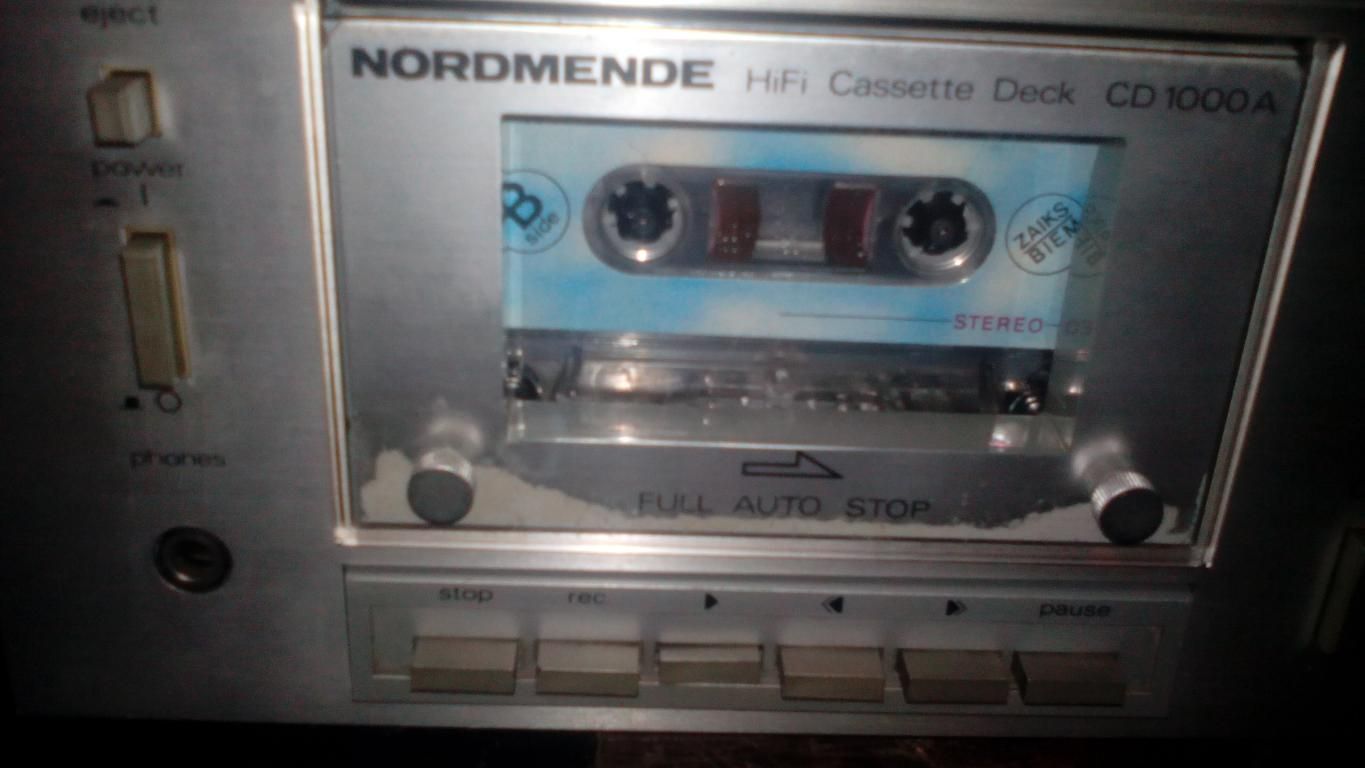 eject
NORDMENDE HiFi Cassette Deck CD 1000 A
power
B
side
ZAIKS
BIEM
STEREO
phones
FULL AUTO STOP
stop rec pause